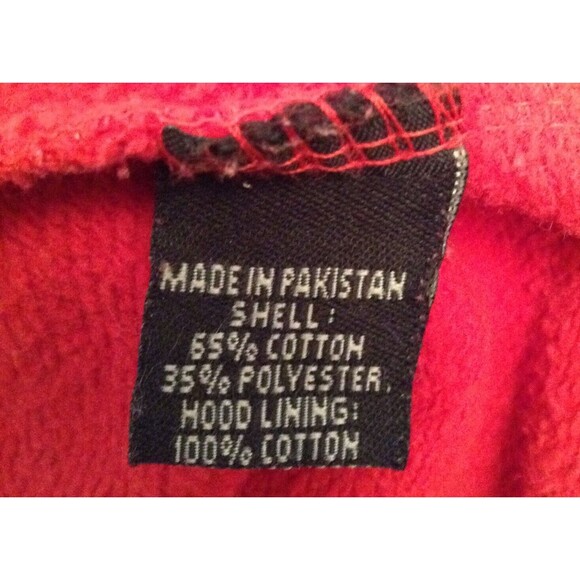 MADE IN PAKISTAN
SHELL:
65% COTTON
35% POLYESTER.
HOOD LINING:
100% COTTON